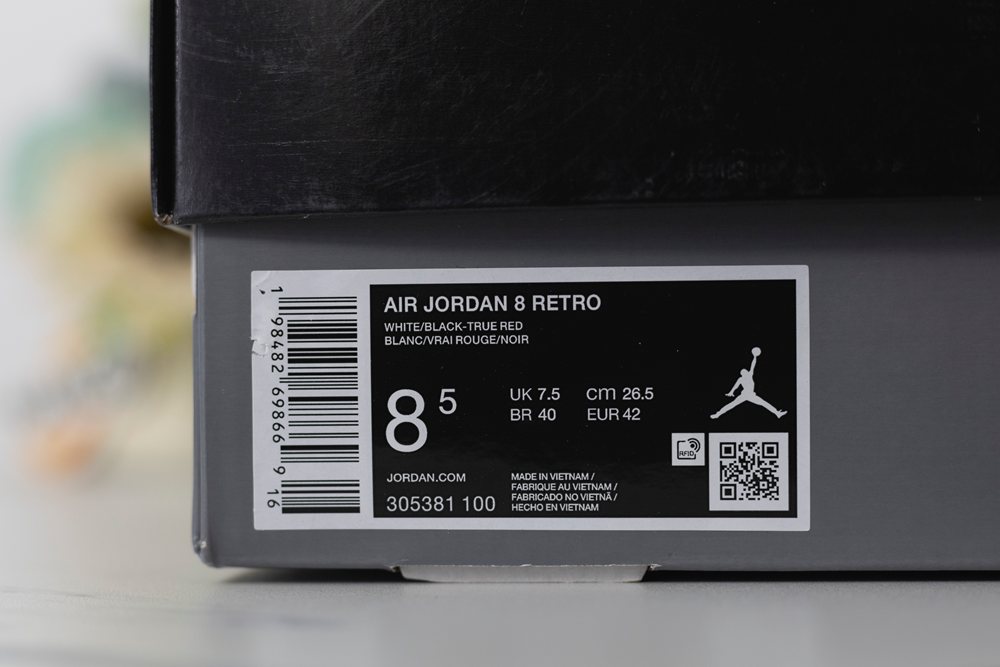 1 98482 69866 9 16
AIR JORDAN 8 RETRO
WHITE/BLACK-TRUE RED
BLANC/VRAI ROUGE/NOIR
8 5
UK 7.5 cm 26.5
BR 40 EUR 42
RFID
JORDAN.COM
305381 100
MADE IN VIETNAM /
FABRIQUE AU VIETNAM /
FABRICADO NO VIETNÃ /
HECHO EN VIETNAM